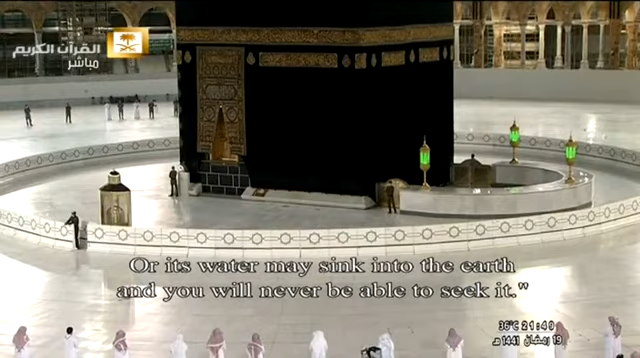 القرآن الكريم
مباشر
Or its water may sink into the earth
and you will never be able to seek it."
36°C 21:49
19 رمضان 1441 هـ